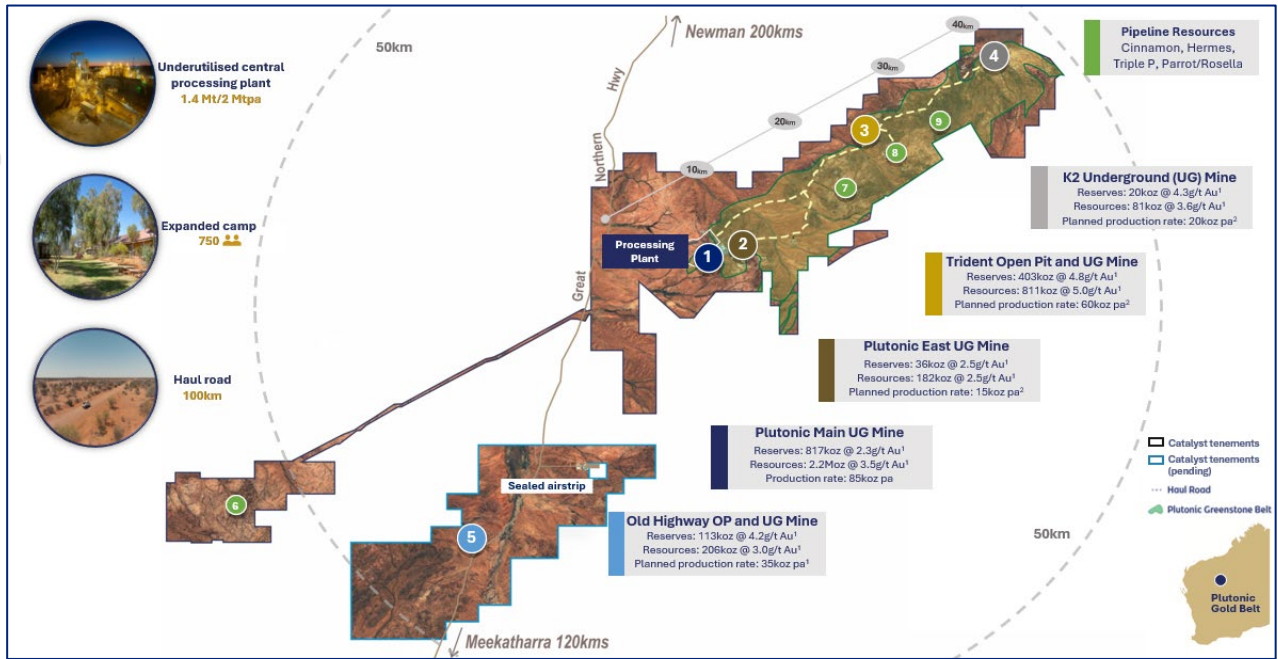 Underutilised central
processing plant
1.4 Mt/2 Mtpa
Expanded camp
750
Haul road
100km
50km
Newman 200kms
Northern
Hwy
Great
10km
20km
30km
40km
Processing
Plant
1
2
3
4
5
6
7
8
9
Sealed airstrip
Meekatharra 120kms
50km
Pipeline Resources
Cinnamon, Hermes,
Triple P, Parrot/Rosella
K2 Underground (UG) Mine
Reserves: 20koz @ 4.3g/t Au¹
Resources: 81koz @ 3.6g/t Au¹
Planned production rate: 20koz pa²
Trident Open Pit and UG Mine
Reserves: 403koz @ 4.8g/t Au¹
Resources: 811koz @ 5.0g/t Au¹
Planned production rate: 60koz pa²
Plutonic East UG Mine
Reserves: 36koz @ 2.5g/t Au¹
Resources: 182koz @ 2.5g/t Au¹
Planned production rate: 15koz pa²
Plutonic Main UG Mine
Reserves: 817koz @ 2.3g/t Au¹
Resources: 2.2Moz @ 3.5g/t Au¹
Production rate: 85koz pa
Old Highway OP and UG Mine
Reserves: 113koz @ 4.2g/t Au¹
Resources: 206koz @ 3.0g/t Au¹
Planned production rate: 35koz pa¹
Catalyst tenements
Catalyst tenements
(pending)
Haul Road
Plutonic Greenstone Belt
Plutonic
Gold Belt